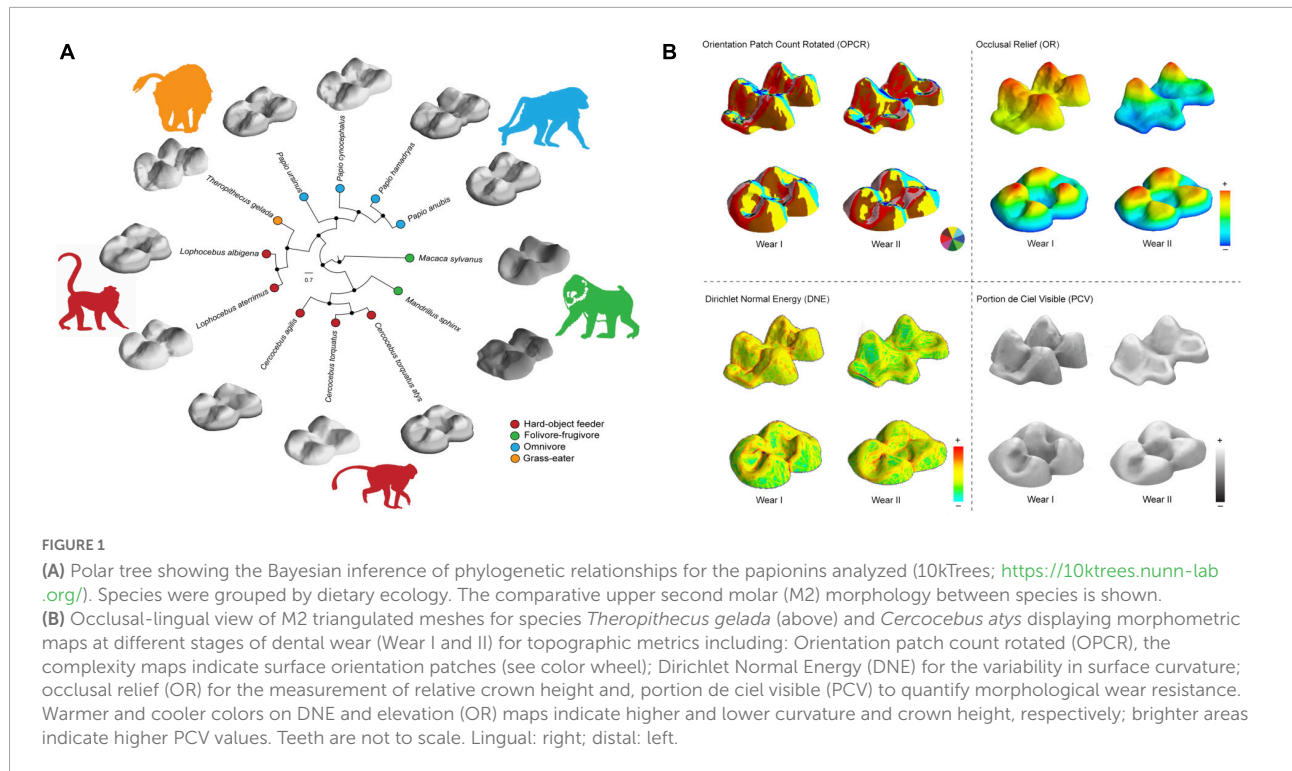 A
Papio ursinus
Papio cynocephalus
Papio hamadryas
Papio anubis
Theropithecus gelada
Lophocebus albigena
Lophocebus aterrimus
Cercocebus agilis
Cercocebus torquatus
Cercocebus torquatus atys
Mandrillus sphinx
Macaca sylvanus
0.7
Hard-object feeder
Folivore-frugivore
Omnivore
Grass-eater
B
Orientation Patch Count Rotated (OPCR)
Wear I
Wear II
Occlusal Relief (OR)
Wear I
Wear II
+
−
Dirichlet Normal Energy (DNE)
Wear I
Wear II
+
−
Portion de Ciel Visible (PCV)
Wear I
Wear II
+
−
FIGURE 1
(A) Polar tree showing the Bayesian inference of phylogenetic relationships for the papionins analyzed (10kTrees; https://10ktrees.nunn-lab
.org/). Species were grouped by dietary ecology. The comparative upper second molar (M2) morphology between species is shown.
(B) Occlusal-lingual view of M2 triangulated meshes for species Theropithecus gelada (above) and Cercocebus atys displaying morphometric
maps at different stages of dental wear (Wear I and II) for topographic metrics including: Orientation patch count rotated (OPCR), the
complexity maps indicate surface orientation patches (see color wheel); Dirichlet Normal Energy (DNE) for the variability in surface curvature;
occlusal relief (OR) for the measurement of relative crown height and, portion de ciel visible (PCV) to quantify morphological wear resistance.
Warmer and cooler colors on DNE and elevation (OR) maps indicate higher and lower curvature and crown height, respectively; brighter areas
indicate higher PCV values. Teeth are not to scale. Lingual: right; distal: left.